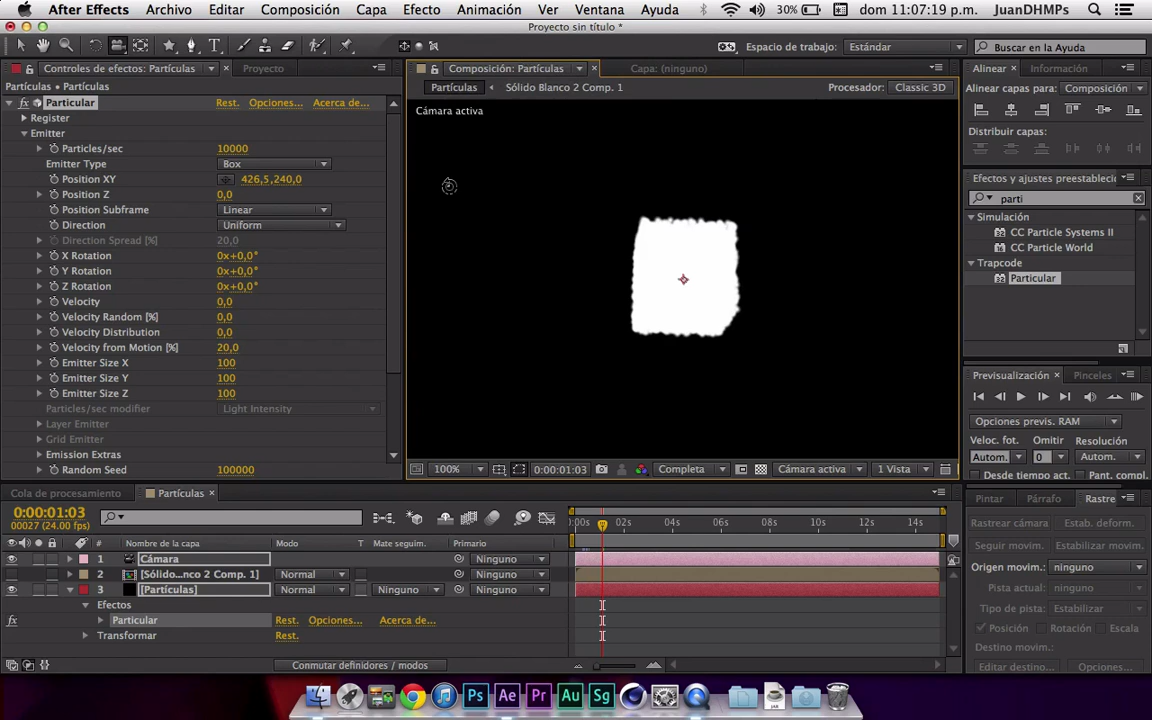 After Effects Archivo Editar Composición Capa Efecto Animación Ver Ventana Ayuda 30% dom 11:07:19 p.m. JuanDHMPs
Proyecto sin título *
Espacio de trabajo: Estándar Buscar en la Ayuda
Controles de efectos: Partículas Proyecto
Partículas • Partículas
fx Particular Rest. Opciones... Acerca de...
Register
Emitter
Particles/sec 10000
Emitter Type Box
Position XY 426,5,240,0
Position Z 0,0
Position Subframe Linear
Direction Uniform
Direction Spread [%] 20,0
X Rotation 0x+0,0°
Y Rotation 0x+0,0°
Z Rotation 0x+0,0°
Velocity 0,0
Velocity Random [%] 0,0
Velocity Distribution 0,0
Velocity from Motion [%] 20,0
Emitter Size X 100
Emitter Size Y 100
Emitter Size Z 100
Particles/sec modifier Light Intensity
Layer Emitter
Grid Emitter
Emission Extras
Random Seed 100000
Composición: Partículas Capa: (ninguno)
Partículas Sólido Blanco 2 Comp. 1 Procesador: Classic 3D
Cámara activa
100% 0:00:01:03 Completa Cámara activa 1 Vista
Alinear Información
Alinear capas para: Composición
Distribuir capas:
Efectos y ajustes preestableci
parti
Simulación
CC Particle Systems II
CC Particle World
Trapcode
Particular
Previsualización Pinceles
Opciones previs. RAM
Veloc. fot. Omitir Resolución
Autom. 0 Autom.
Desde tiempo act. Pant. compl.
Pintar Párrafo Rastre
Rastrear cámara Estab. deform.
Seguir movim. Estabilizar movim.
Origen movim.: ninguno
Pista actual: ninguno
Tipo de pista: Estabilizar
Posición Rotación Escala
Destino movim.:
Editar destino... Opciones...
Cola de procesamiento Partículas
0:00:01:03
00027 (24.00 fps)
:00s 02s 04s 06s 08s 10s 12s 14s
# Nombre de la capa Modo T Mate seguim. Primario
1 Cámara Ninguno
2 [Sólido...nco 2 Comp. 1] Normal Ninguno
3 [Partículas] Normal Ninguno Ninguno
Efectos
fx Particular Rest. Opciones... Acerca de...
Transformar Rest.
Conmutar definidores / modos
Ps Ae Pr Au Sg
JAR